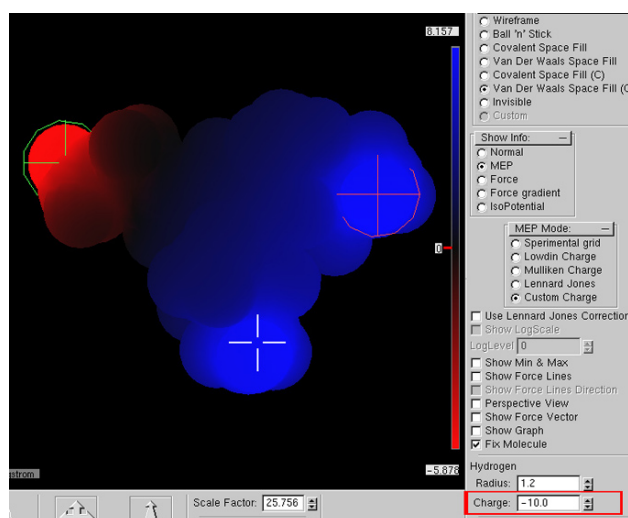 8.157
0
-5.878
Wireframe
Ball 'n' Stick
Covalent Space Fill
Van Der Waals Space Fill
Covalent Space Fill (C)
Van Der Waals Space Fill (C
Invisible
Custom
Show Info:
Normal
MEP
Force
Force gradient
IsoPotential
MEP Mode:
Sperimental grid
Lowdin Charge
Mulliken Charge
Lennard Jones
Custom Charge
Use Lennard Jones Correction
Show LogScale
LogLevel 0
Show Min & Max
Show Force Lines
Show Force Lines Direction
Perspective View
Show Force Vector
Show Graph
Fix Molecule
Hydrogen
Radius: 1.2
Charge: -10.0
Scale Factor: 25.756